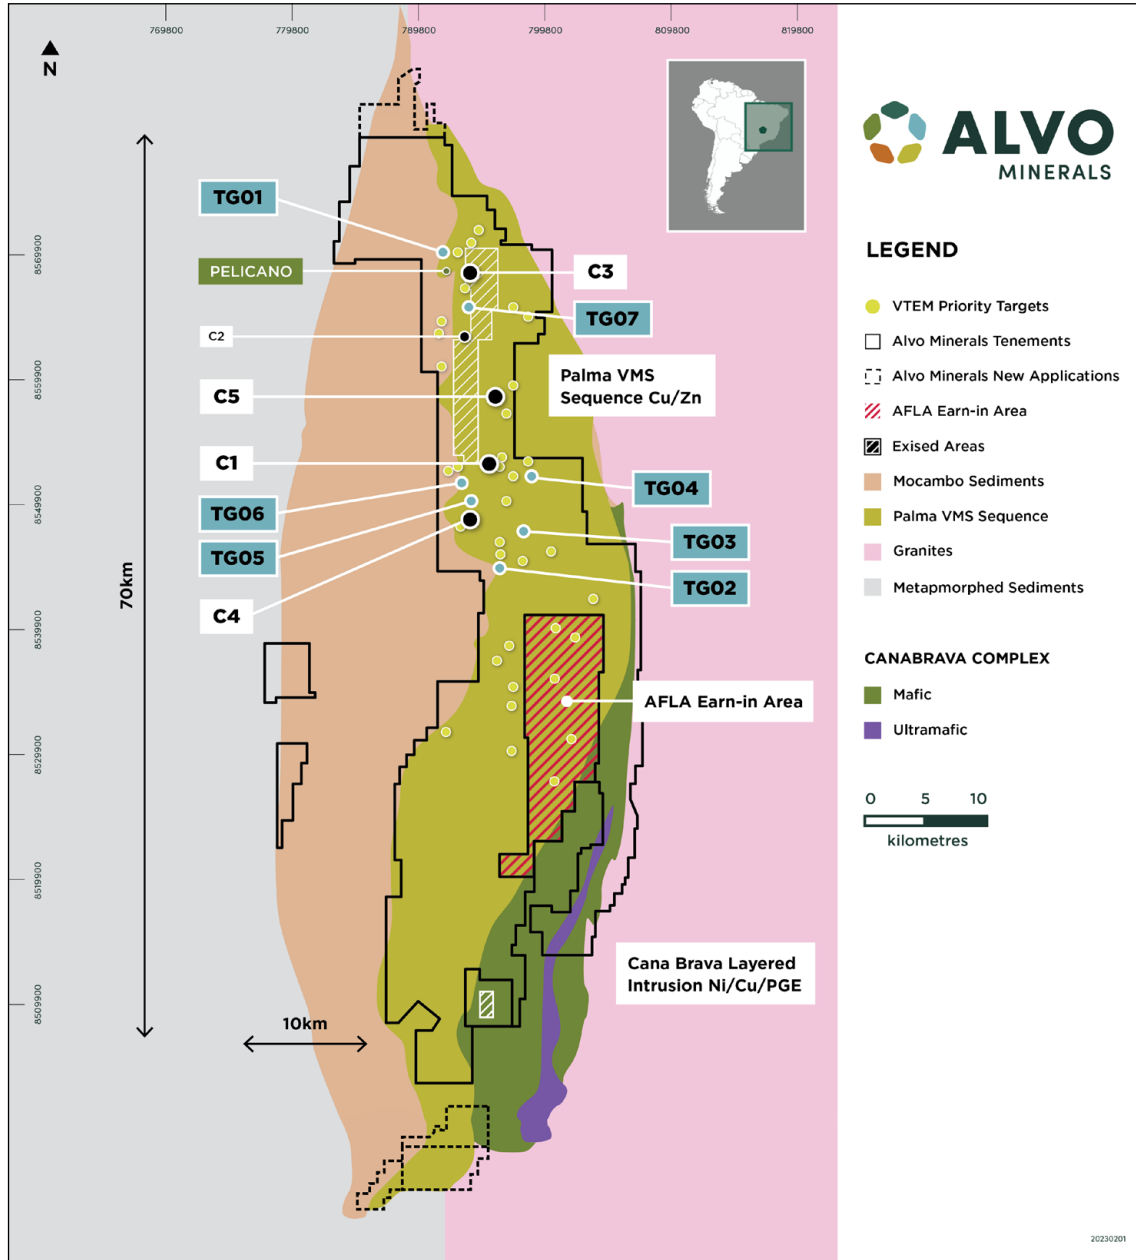 769800
779800
789800
799800
809800
819800
N
ALVO
MINERALS
TG01
8569900
PELICANO
C3
TG07
C2
8559900
Palma VMS
Sequence Cu/Zn
C5
C1
TG04
8549900
TG06
TG03
TG05
TG02
70km
C4
8539900
AFLA Earn-in Area
8529900
8519900
Cana Brava Layered
Intrusion Ni/Cu/PGE
8509900
10km
LEGEND
VTEM Priority Targets
Alvo Minerals Tenements
Alvo Minerals New Applications
AFLA Earn-in Area
Exised Areas
Mocambo Sediments
Palma VMS Sequence
Granites
Metapmorphed Sediments
CANABRAVA COMPLEX
Mafic
Ultramafic
0 5 10
kilometres
20230201